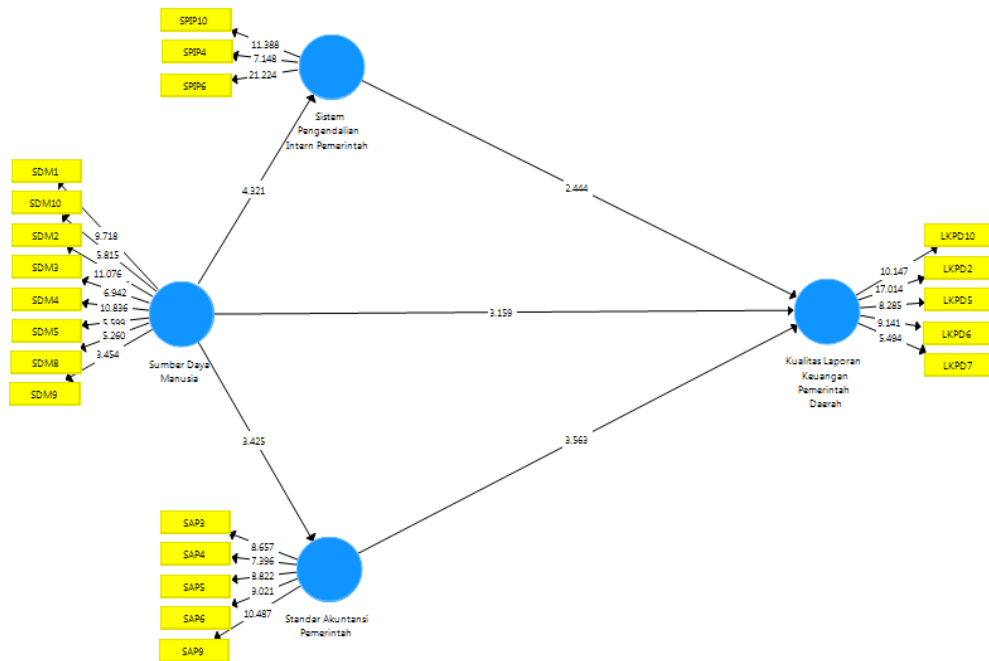 SPIP10
SPIP4
SPIP6
11.388
7.148
21.224
Sistem
Pengendalian
Intern Pemerintah
SDM1
SDM10
SDM2
SDM3
SDM4
SDM5
SDM8
SDM9
9.718
5.815
11.076
6.942
10.836
5.599
5.260
3.454
Sumber Daya
Manusia
4.321
2.444
3.159
3.425
3.563
LKPD10
LKPD2
LKPD5
LKPD6
LKPD7
10.147
17.014
8.285
9.141
5.494
Kualitas Laporan
Keuangan
Pemerintah
Daerah
SAP3
SAP4
SAP5
SAP6
SAP9
8.657
7.396
10.487
Standar Akuntansi
Pemerintah